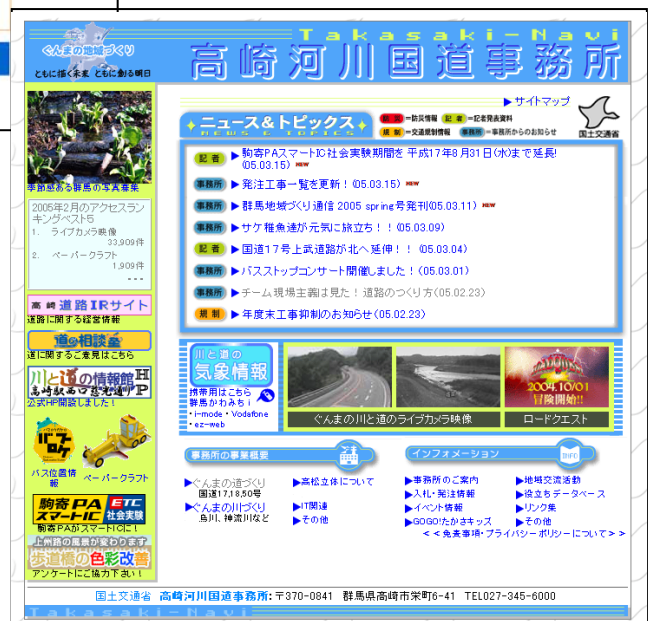 Takasaki-Navi
ぐんまの地域づくり
ともに描く未来 ともに創る明日
高崎河川国道事務所
サイトマップ
ニュース&トピックス
NEWS & TOPICS
防災=防災情報 記者=記者発表資料
規制=交通規制情報 事務所=事務所からのお知らせ
国土交通省
季節感ある群馬の写真募集
2005年2月のアクセスラン
キングベスト5
1. ライブカメラ映像
33,909件
2. ペーパークラフト
1,909件
---
高崎 道路IRサイト
道路に関する経営情報
道の相談室
道に関するご意見はこちら
川と道の情報館HP
高崎駅西口慈光通り
公式HP開設しました!
バスロケ
バス位置情
報
ペーパークラフト
駒寄PA ETC
スマートIC 社会実験
駒寄PAがスマートICに!
上州路の風景が変わります
歩道橋の色彩改善
アンケートにご協力下さい!
記者 駒寄PAスマートIC社会実験期間を 平成17年8月31日(水)まで延長!
(05.03.15) NEW
事務所 発注工事一覧を更新!(05.03.15) NEW
事務所 群馬地域づくり通信 2005 spring号発刊(05.03.11) NEW
事務所 サケ稚魚達が元気に旅立ち!!(05.03.09)
記者 国道17号上武道路が北へ延伸!! (05.03.04)
事務所 バスストップコンサート開催しました!(05.03.01)
事務所 チーム現場主義は見た!道路のつくり方(05.02.23)
規制 年度末工事抑制のお知らせ(05.02.23)
川と道の
気象情報
携帯用はこちら
群馬かわみちi
・i-mode・Vodafone
・ez-web
ぐんまの川と道のライブカメラ映像
2004.10/01
冒険開始!!
ロードクエスト
事務所の事業概要
ぐんまの道づくり
国道17,18,50号
ぐんまの川づくり
烏川、神流川など
高松立体について
IT関連
その他
インフォメーション
INFO
事務所のご案内
入札・発注情報
イベント情報
GOGO!たかさキッズ
地域交流活動
役立ちデータベース
リンク集
その他
<<免責事項・プライバシーポリシーについて>>
国土交通省 高崎河川国道事務所:〒370-0841 群馬県高崎市栄町6-41 TEL027-345-6000
Takasaki-Navi